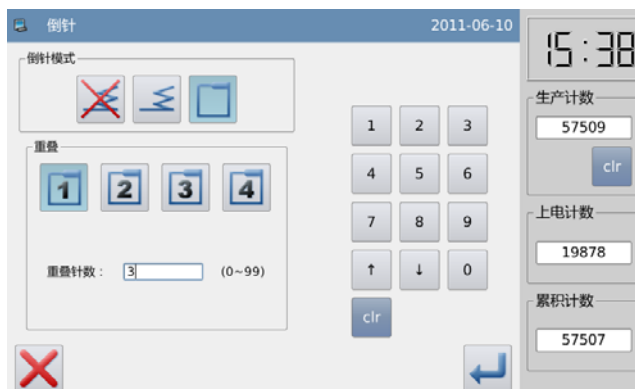 倒针 2011-06-10
倒针模式
重叠
1 2 3 4
重叠针数： 3 (0~99)
1 2 3
4 5 6
7 8 9
↑ ↓ 0
clr
15:38
生产计数
57509
clr
上电计数
19878
累积计数
57507